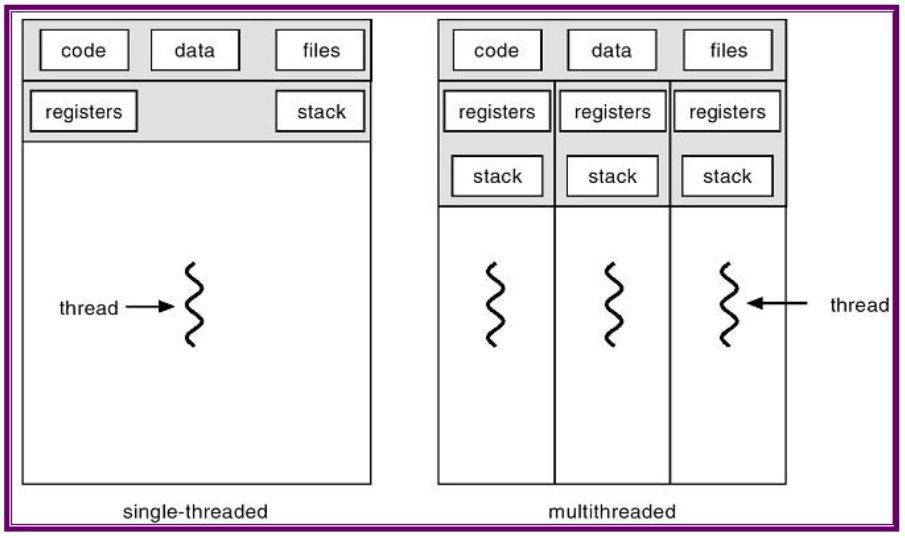 code data files
registers stack
thread
single-threaded
code data files
registers registers registers
stack stack stack
thread
multithreaded